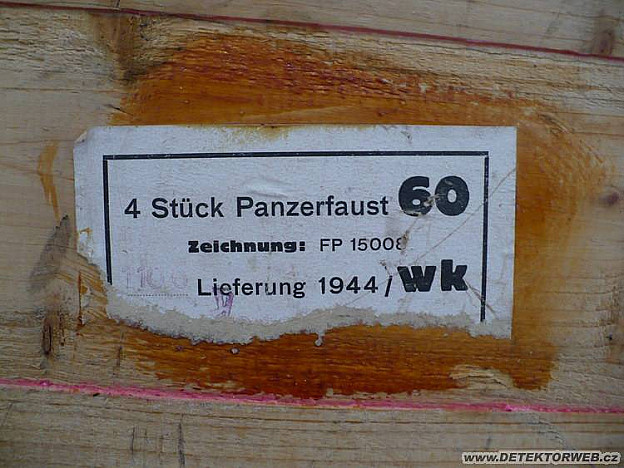 4 Stück Panzerfaust 60
Zeichnung: FP 15008
Lieferung 1944/wk
www.DETEKTORWEB.cz